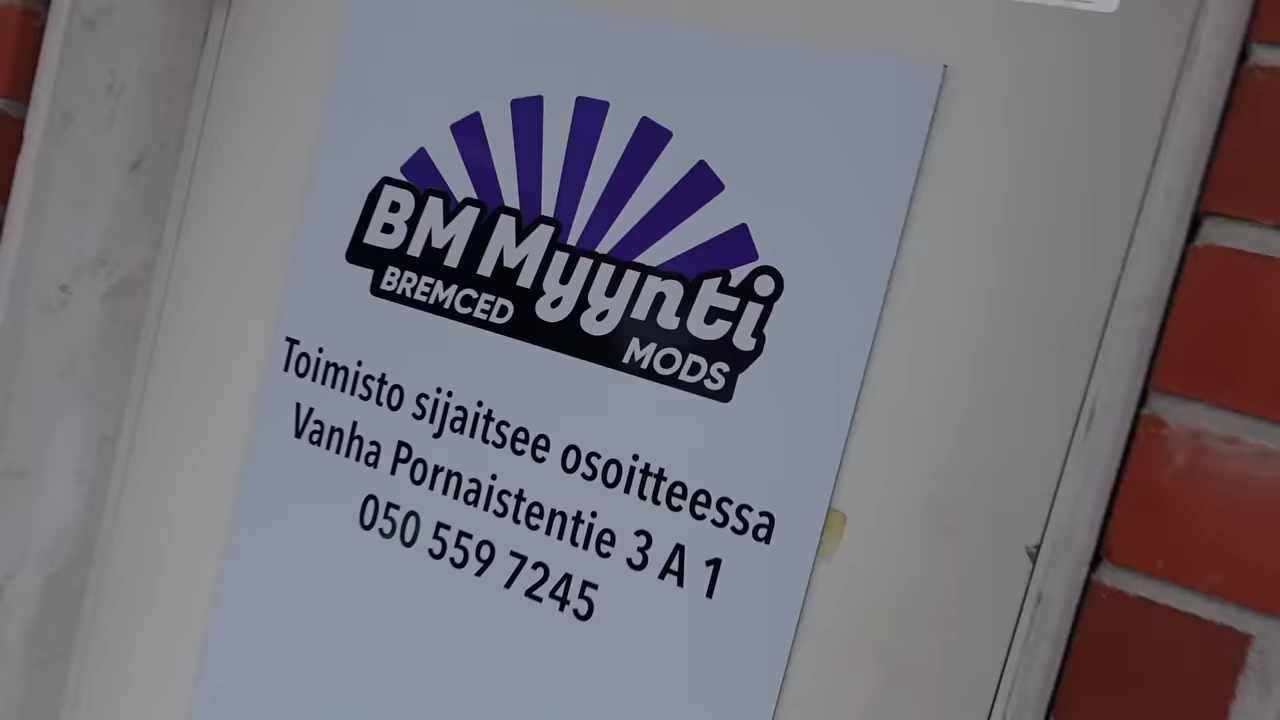 BM Myynti
BREMCED
MODS
Toimisto sijaitsee osoitteessa
Vanha Pornaistentie 3 A 1
050 559 7245